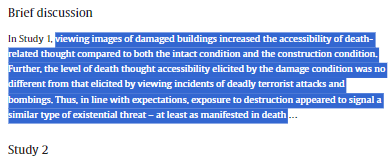 Brief discussion
In Study 1, viewing images of damaged buildings increased the accessibility of death-
related thought compared to both the intact condition and the construction condition.
Further, the level of death thought accessibility elicited by the damage condition was no
different from that elicited by viewing incidents of deadly terrorist attacks and
bombings. Thus, in line with expectations, exposure to destruction appeared to signal a
similar type of existential threat – at least as manifested in death ...
Study 2